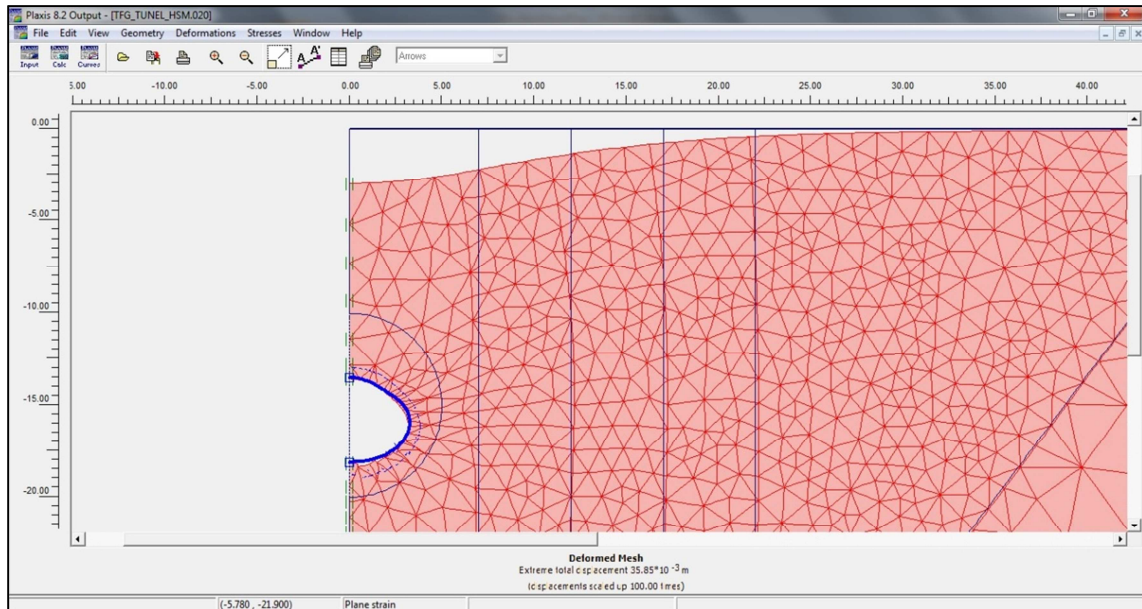 Plaxis 8.2 Output - [TFG_TUNEL_HSM.020]
File Edit View Geometry Deformations Stresses Window Help
Input Calc Curves A A' Arrows
5.00 -10.00 -5.00 0.00 5.00 10.00 15.00 20.00 25.00 30.00 35.00 40.00
0.00
-5.00
-10.00
-15.00
-20.00
Deformed Mesh
Extreme total displacement 35.85*10 -3 m
(displacements scaled up 100.00 times)
(-5.780 , -21.900) Plane strain